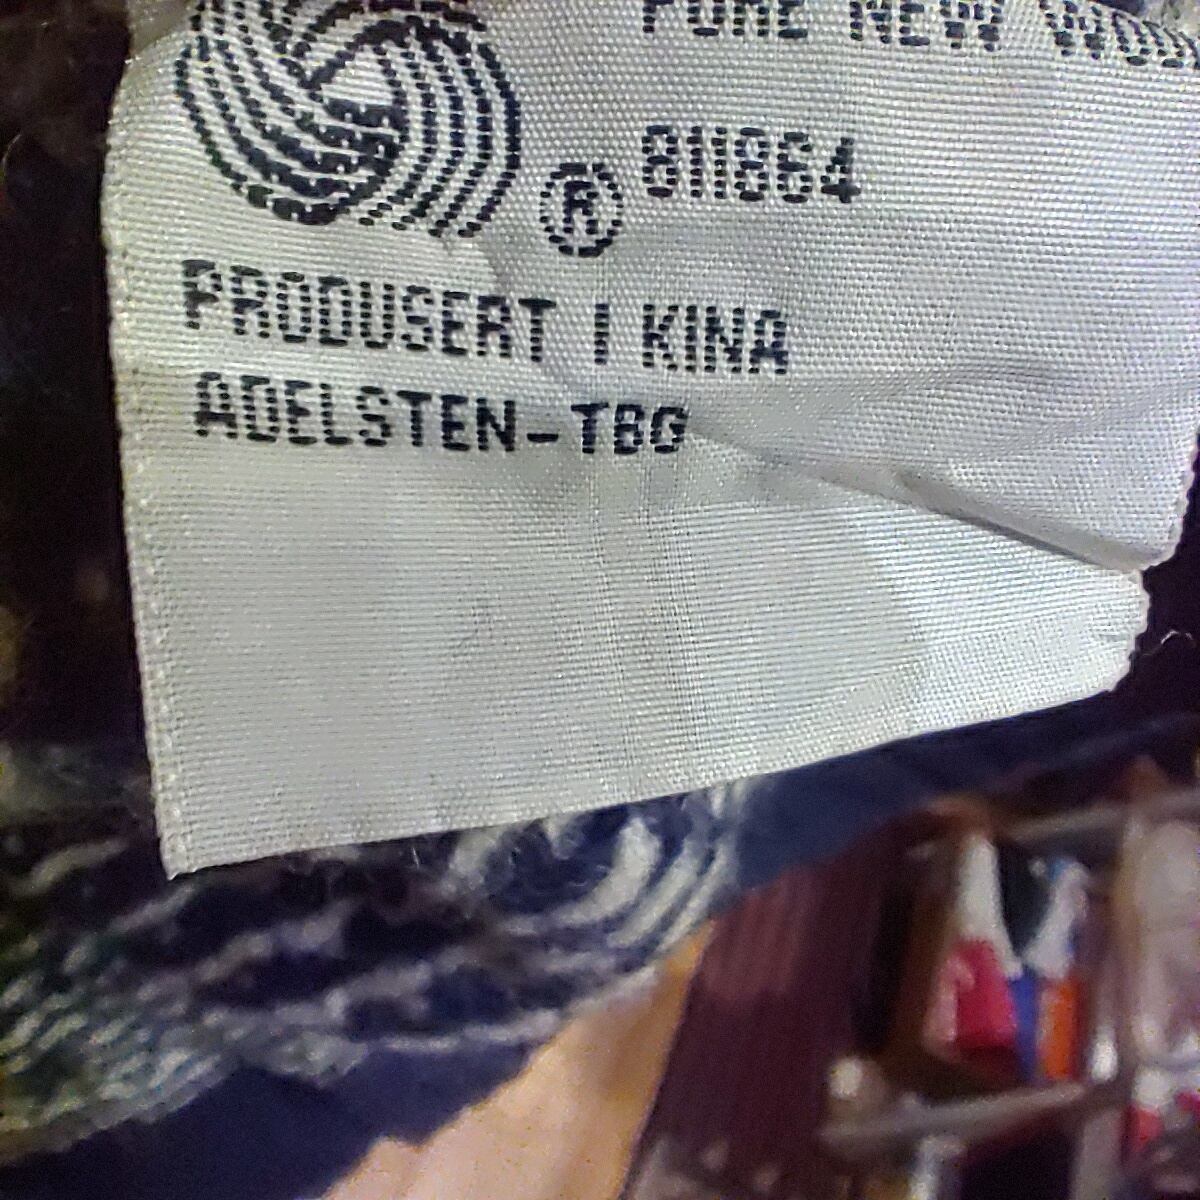 PURE NEW WOOL
®
811864
PRODUSERT I KINA
ADELSTEN-TBG